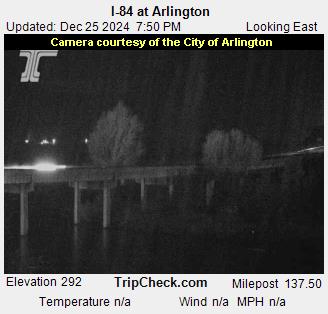 I-84 at Arlington
Updated: Dec 25 2024 7:50 PM Looking East
Camera courtesy of the City of Arlington
Elevation 292 TripCheck.com Milepost 137.50
Temperature n/a Wind n/a MPH n/a